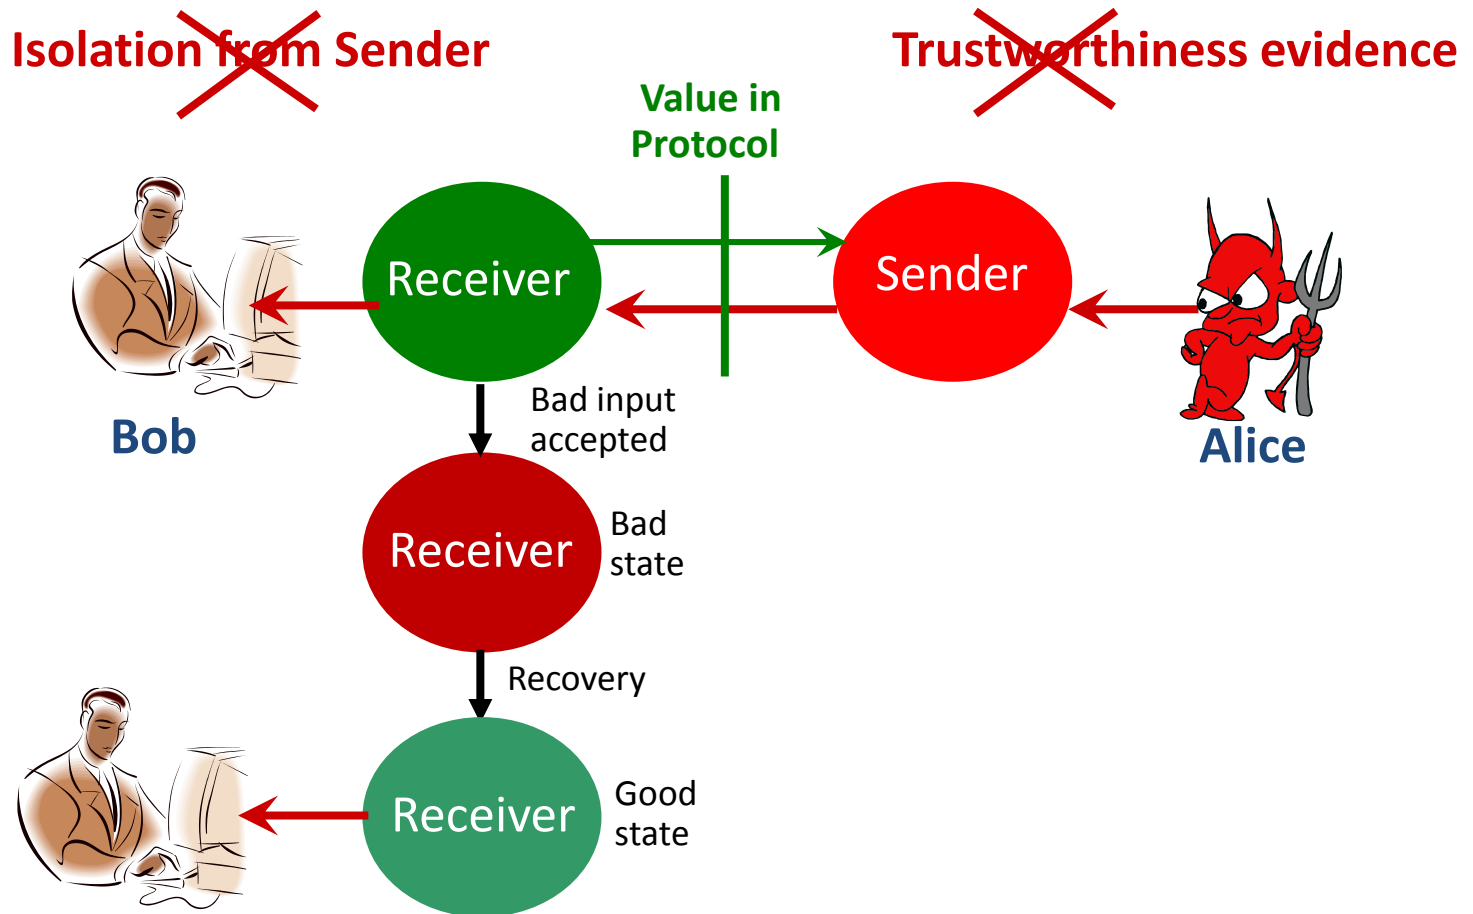 Isolation from Sender
Trustworthiness evidence
Value in
Protocol
Receiver
Sender
Bad input
accepted
Bob
Alice
Receiver
Bad
state
Recovery
Receiver
Good
state